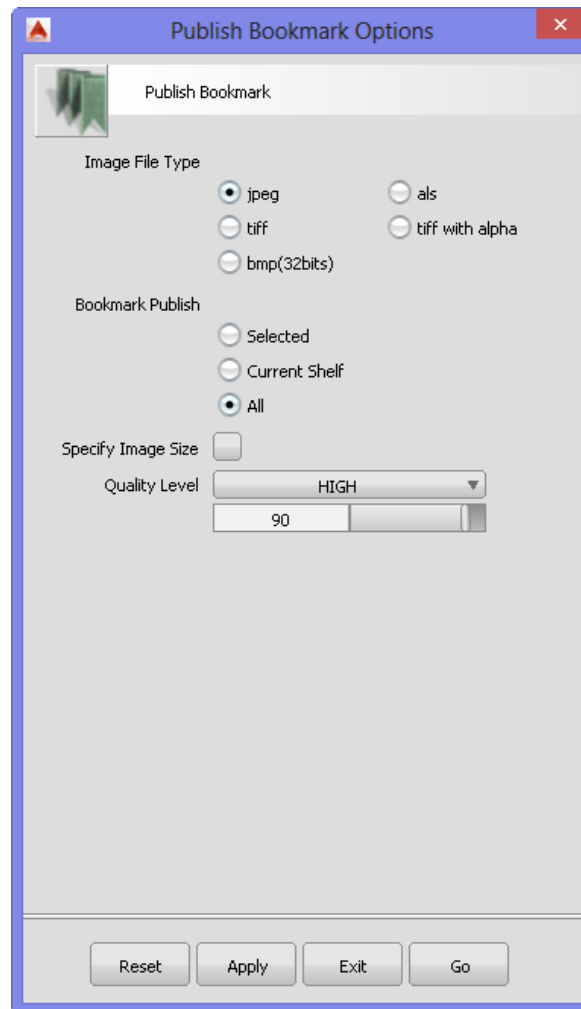 Publish Bookmark Options
Publish Bookmark
Image File Type
jpeg als
tiff tiff with alpha
bmp(32bits)
Bookmark Publish
Selected
Current Shelf
All
Specify Image Size
Quality Level HIGH
90
Reset Apply Exit Go